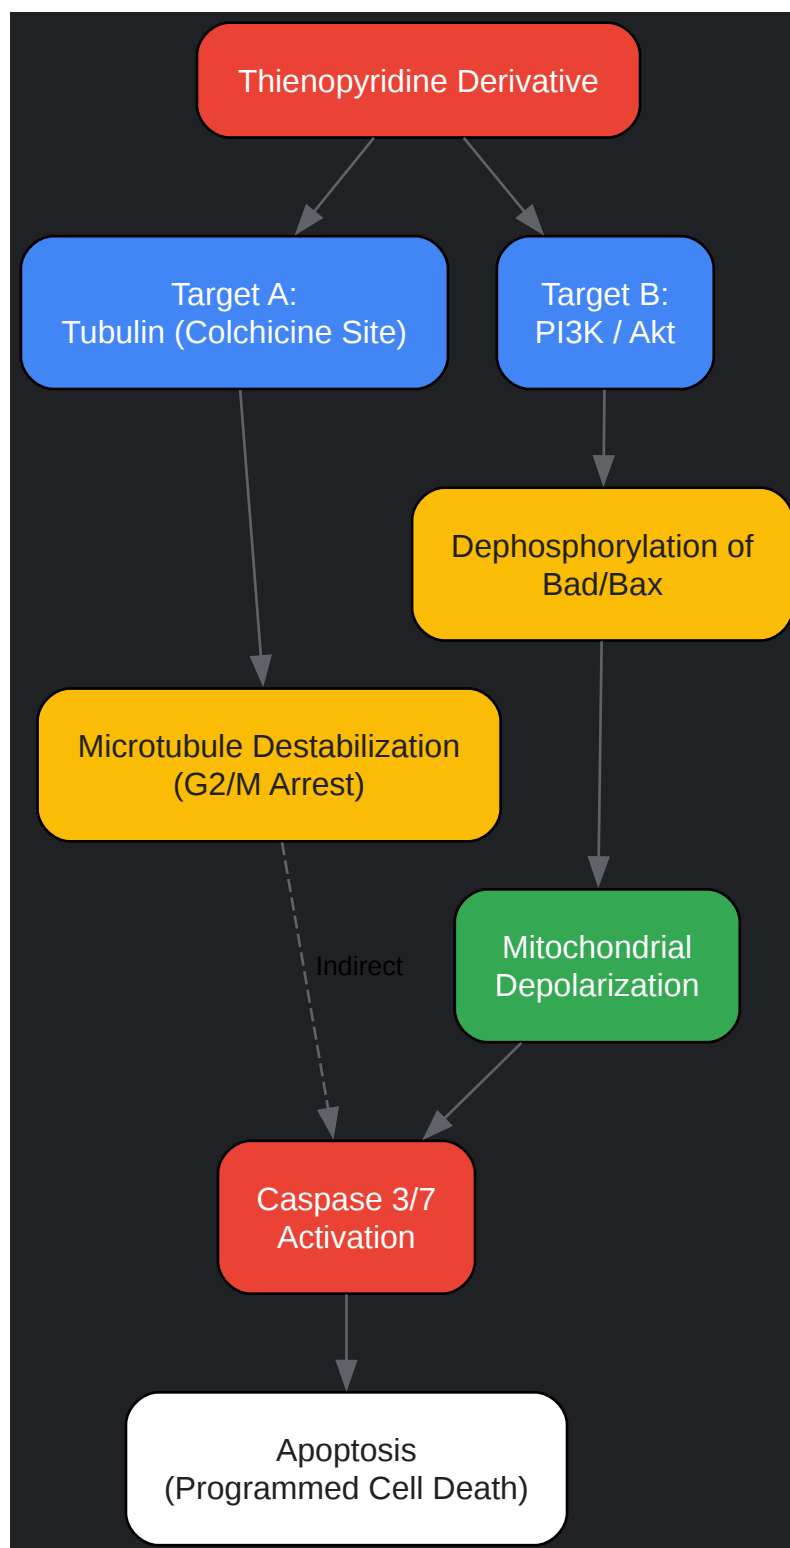 Thienopyridine Derivative
Target A:
Tubulin (Colchicine Site)
Target B:
PI3K / Akt
Dephosphorylation of
Bad/Bax
Microtubule Destabilization
(G2/M Arrest)
Mitochondrial
Depolarization
Indirect
Caspase 3/7
Activation
Apoptosis
(Programmed Cell Death)